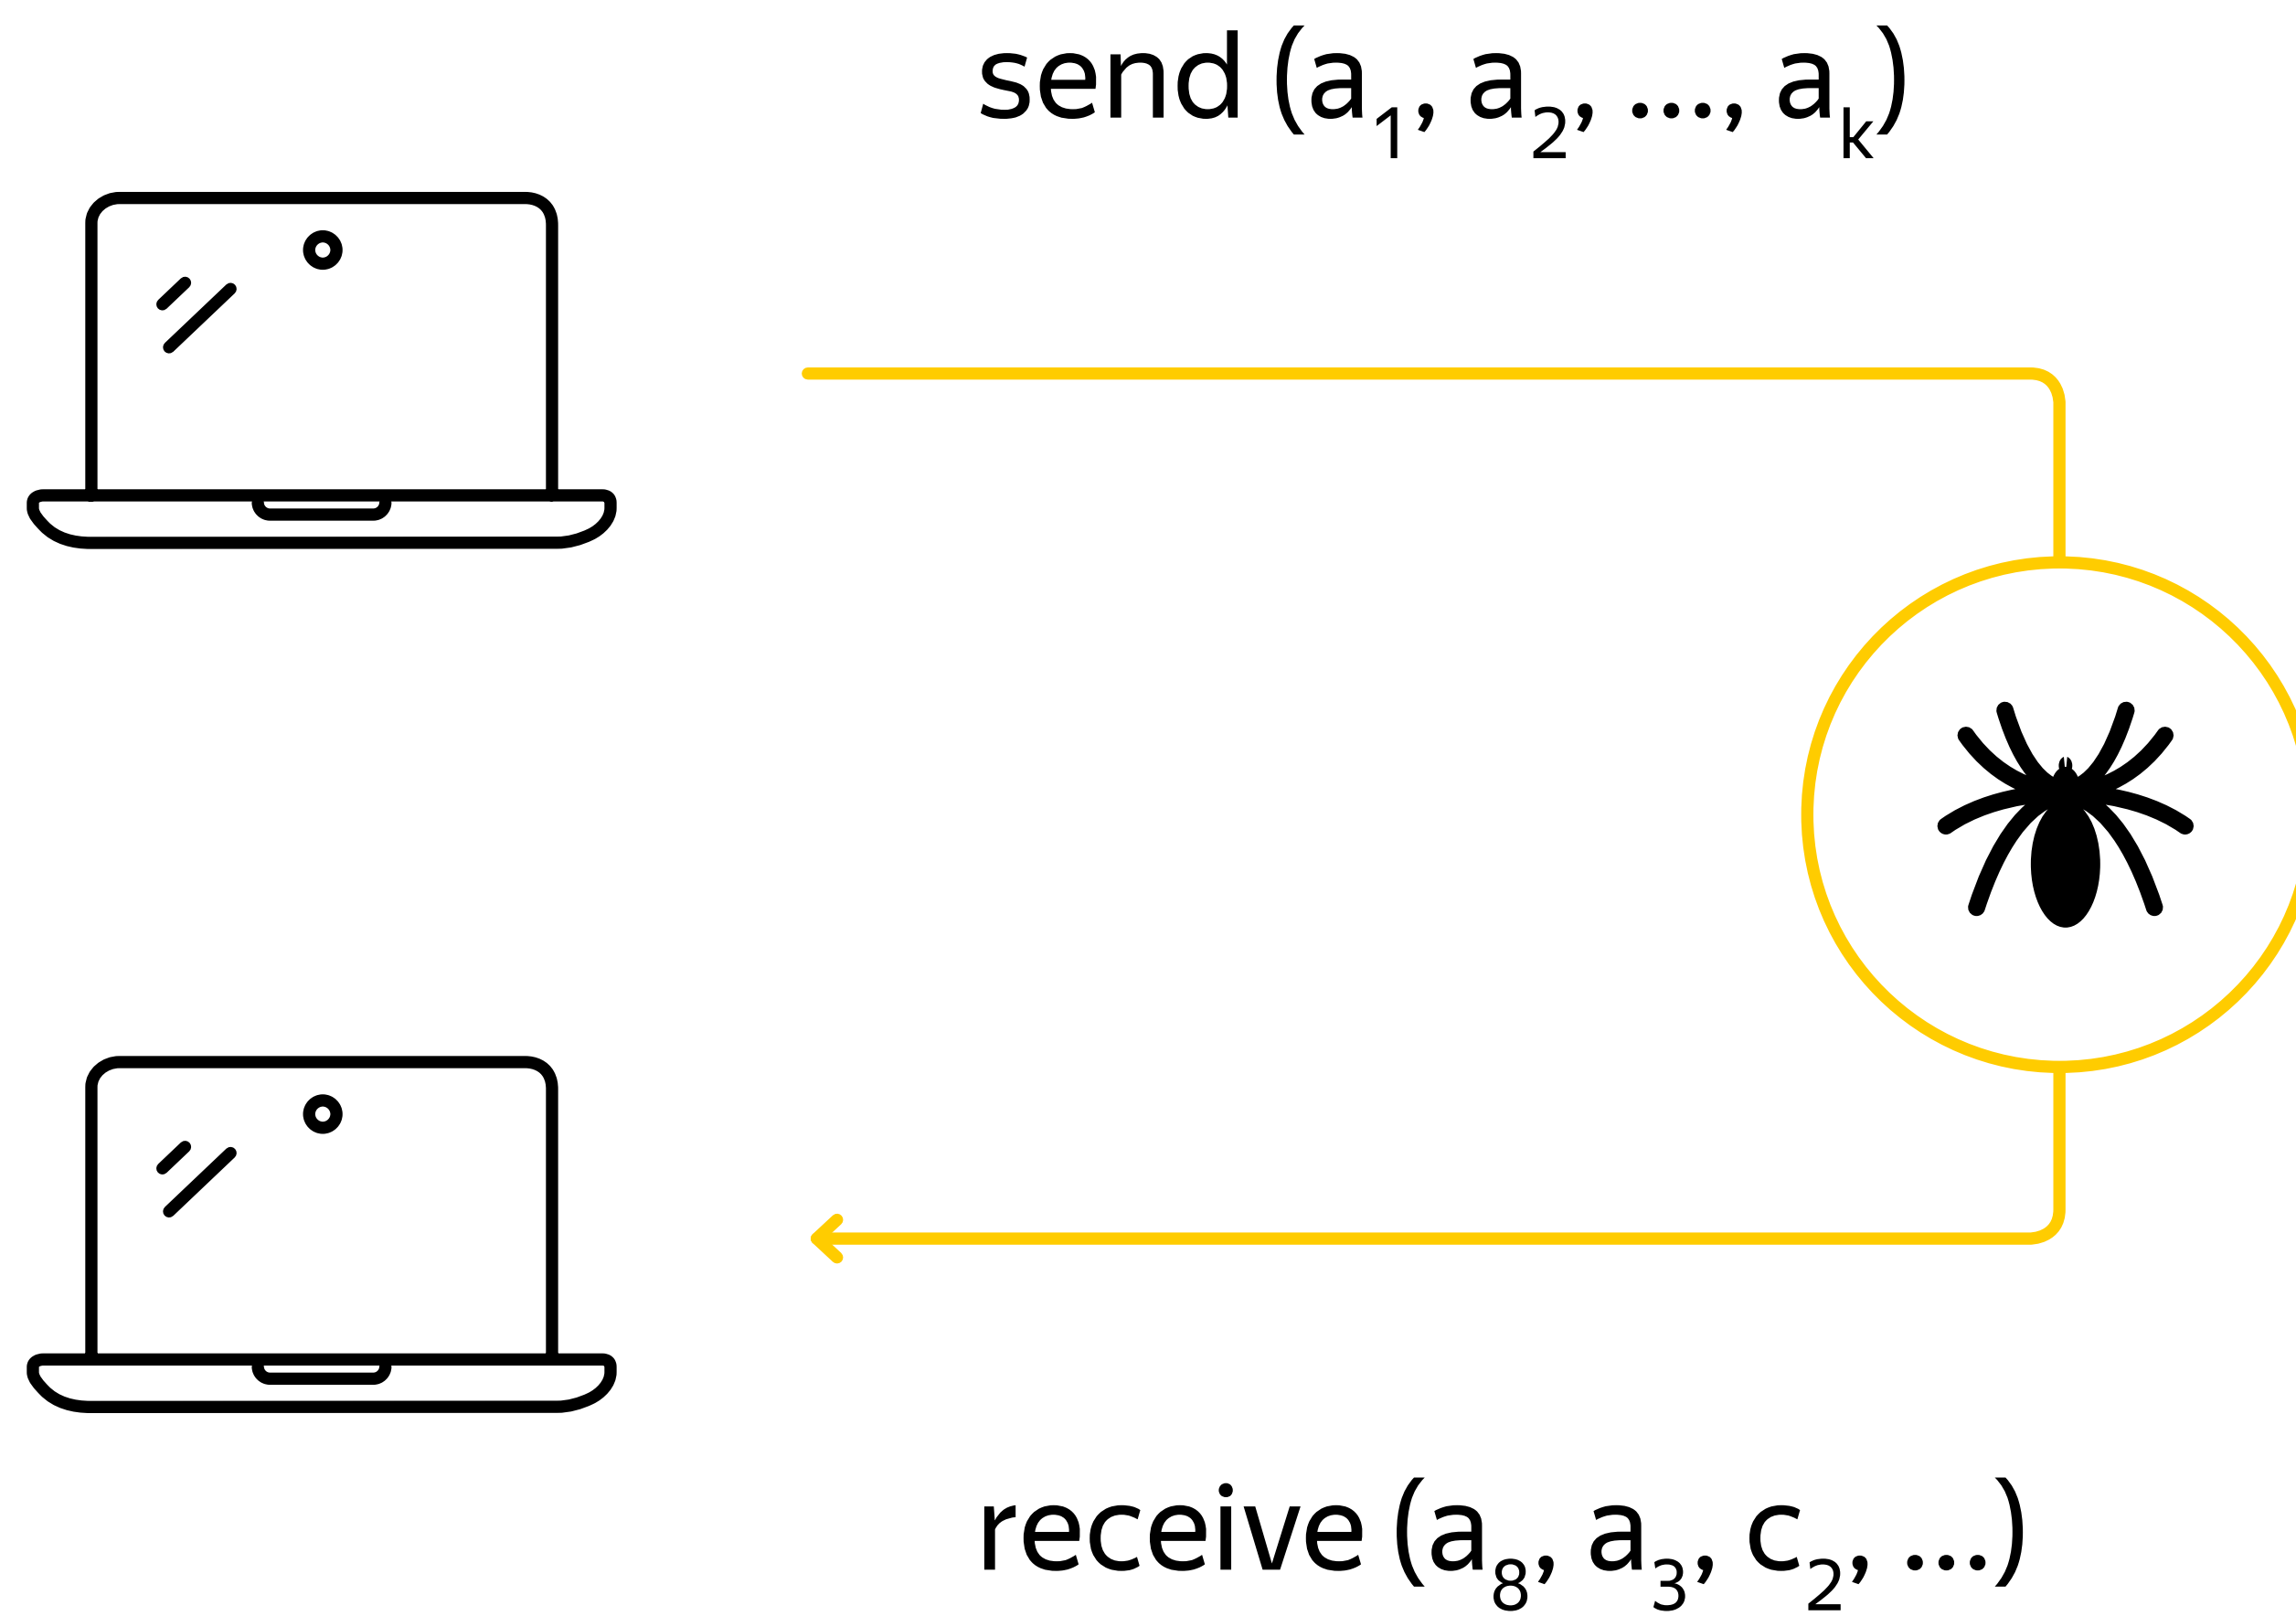 send (a₁, a₂, ..., aₖ)
receive (a₈, a₃, c₂, ...)